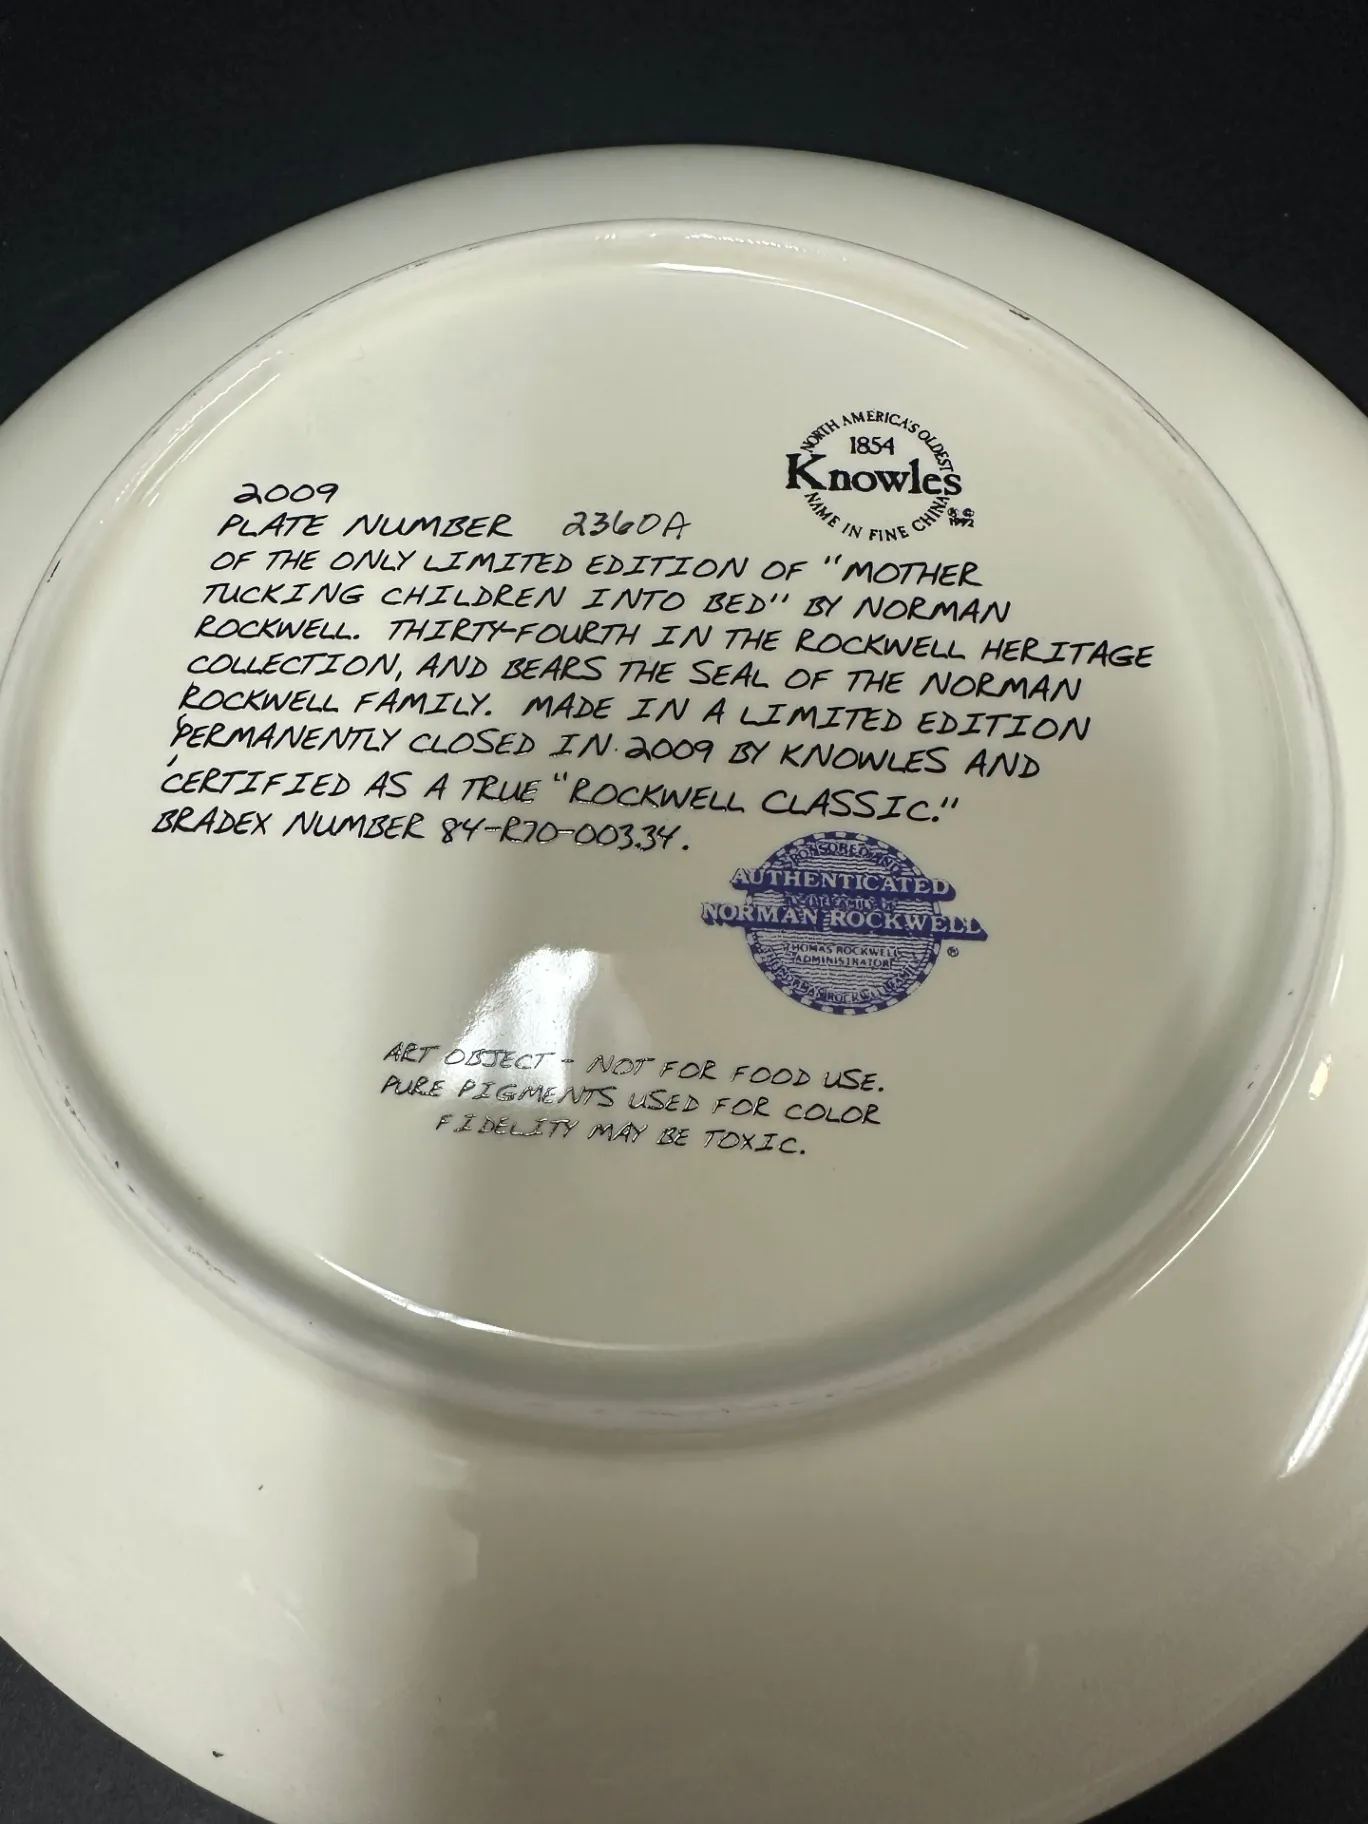 NORTH AMERICA'S OLDEST
1854
Knowles
NAME IN FINE CHINA
2009
PLATE NUMBER 2360A
OF THE ONLY LIMITED EDITION OF "MOTHER
TUCKING CHILDREN INTO BED" BY NORMAN
ROCKWELL. THIRTY-FOURTH IN THE ROCKWELL HERITAGE
COLLECTION, AND BEARS THE SEAL OF THE NORMAN
ROCKWELL FAMILY. MADE IN A LIMITED EDITION
PERMANENTLY CLOSED IN 2009 BY KNOWLES AND
CERTIFIED AS A TRUE "ROCKWELL CLASSIC."
BRADEX NUMBER 84-R70-003.34.
AUTHENTICATED
NORMAN ROCKWELL
THOMAS ROCKWELL
ADMINISTRATOR
®
ART OBJECT - NOT FOR FOOD USE.
PURE PIGMENTS USED FOR COLOR
FIDELITY MAY BE TOXIC.